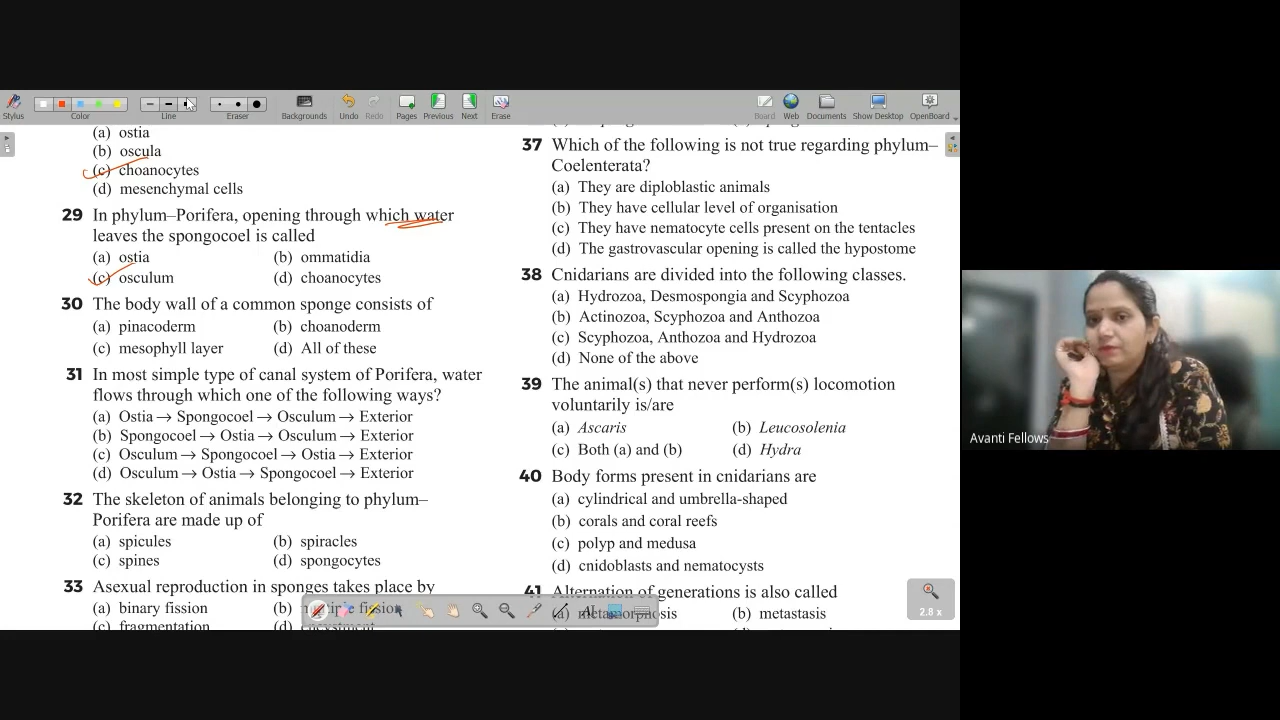 Stylus
Color
Line
Eraser
Backgrounds
Undo
Redo
Pages
Previous
Next
Erase
Board
Web
Documents
Show Desktop
OpenBoard
(a) ostia
(b) oscula
(c) choanocytes
(d) mesenchymal cells
29 In phylum–Porifera, opening through which water
leaves the spongocoel is called
(a) ostia (b) ommatidia
(c) osculum (d) choanocytes
30 The body wall of a common sponge consists of
(a) pinacoderm (b) choanoderm
(c) mesophyll layer (d) All of these
31 In most simple type of canal system of Porifera, water
flows through which one of the following ways?
(a) Ostia → Spongocoel → Osculum → Exterior
(b) Spongocoel → Ostia → Osculum → Exterior
(c) Osculum → Spongocoel → Ostia → Exterior
(d) Osculum → Ostia → Spongocoel → Exterior
32 The skeleton of animals belonging to phylum–
Porifera are made up of
(a) spicules (b) spiracles
(c) spines (d) spongocytes
33 Asexual reproduction in sponges takes place by
(a) binary fission (b) fission
(c) fragmentation (d)
37 Which of the following is not true regarding phylum–
Coelenterata?
(a) They are diploblastic animals
(b) They have cellular level of organisation
(c) They have nematocyte cells present on the tentacles
(d) The gastrovascular opening is called the hypostome
38 Cnidarians are divided into the following classes.
(a) Hydrozoa, Desmospongia and Scyphozoa
(b) Actinozoa, Scyphozoa and Anthozoa
(c) Scyphozoa, Anthozoa and Hydrozoa
(d) None of the above
39 The animal(s) that never perform(s) locomotion
voluntarily is/are
(a) Ascaris (b) Leucosolenia
(c) Both (a) and (b) (d) Hydra
40 Body forms present in cnidarians are
(a) cylindrical and umbrella-shaped
(b) corals and coral reefs
(c) polyp and medusa
(d) cnidoblasts and nematocysts
41 Alternation of generations is also called
(a) metamorphosis (b) metastasis
2.8 x
Avanti Fellows